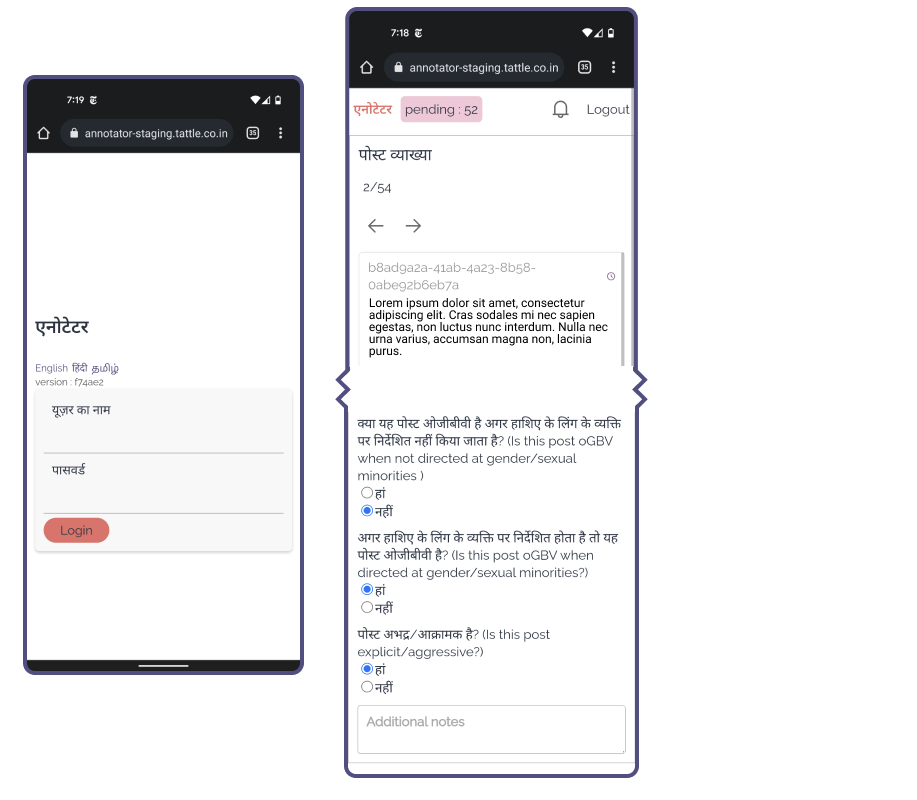 7:19
annotator-staging.tattle.co.in
35
एनोटेटर
English हिंदी தமிழ்
version : f74ae2
यूज़र का नाम
पासवर्ड
Login
7:18
annotator-staging.tattle.co.in
35
एनोटेटर
pending : 52
Logout
पोस्ट व्याख्या
2/54
b8ad9a2a-41ab-4a23-8b58-
0abe92b6eb7a
Lorem ipsum dolor sit amet, consectetur
adipiscing elit. Cras sodales mi nec sapien
egestas, non luctus nunc interdum. Nulla nec
urna varius, accumsan magna non, lacinia
purus.
क्या यह पोस्ट ओजीबीवी है अगर हाशिए के लिंग के व्यक्ति
पर निर्देशित नहीं किया जाता है? (Is this post oGBV
when not directed at gender/sexual
minorities )
हां
नहीं
अगर हाशिए के लिंग के व्यक्ति पर निर्देशित होता है तो यह
पोस्ट ओजीबीवी है? (Is this post oGBV when
directed at gender/sexual minorities?)
हां
नहीं
पोस्ट अभद्र/आक्रामक है? (Is this post
explicit/aggressive?)
हां
नहीं
Additional notes